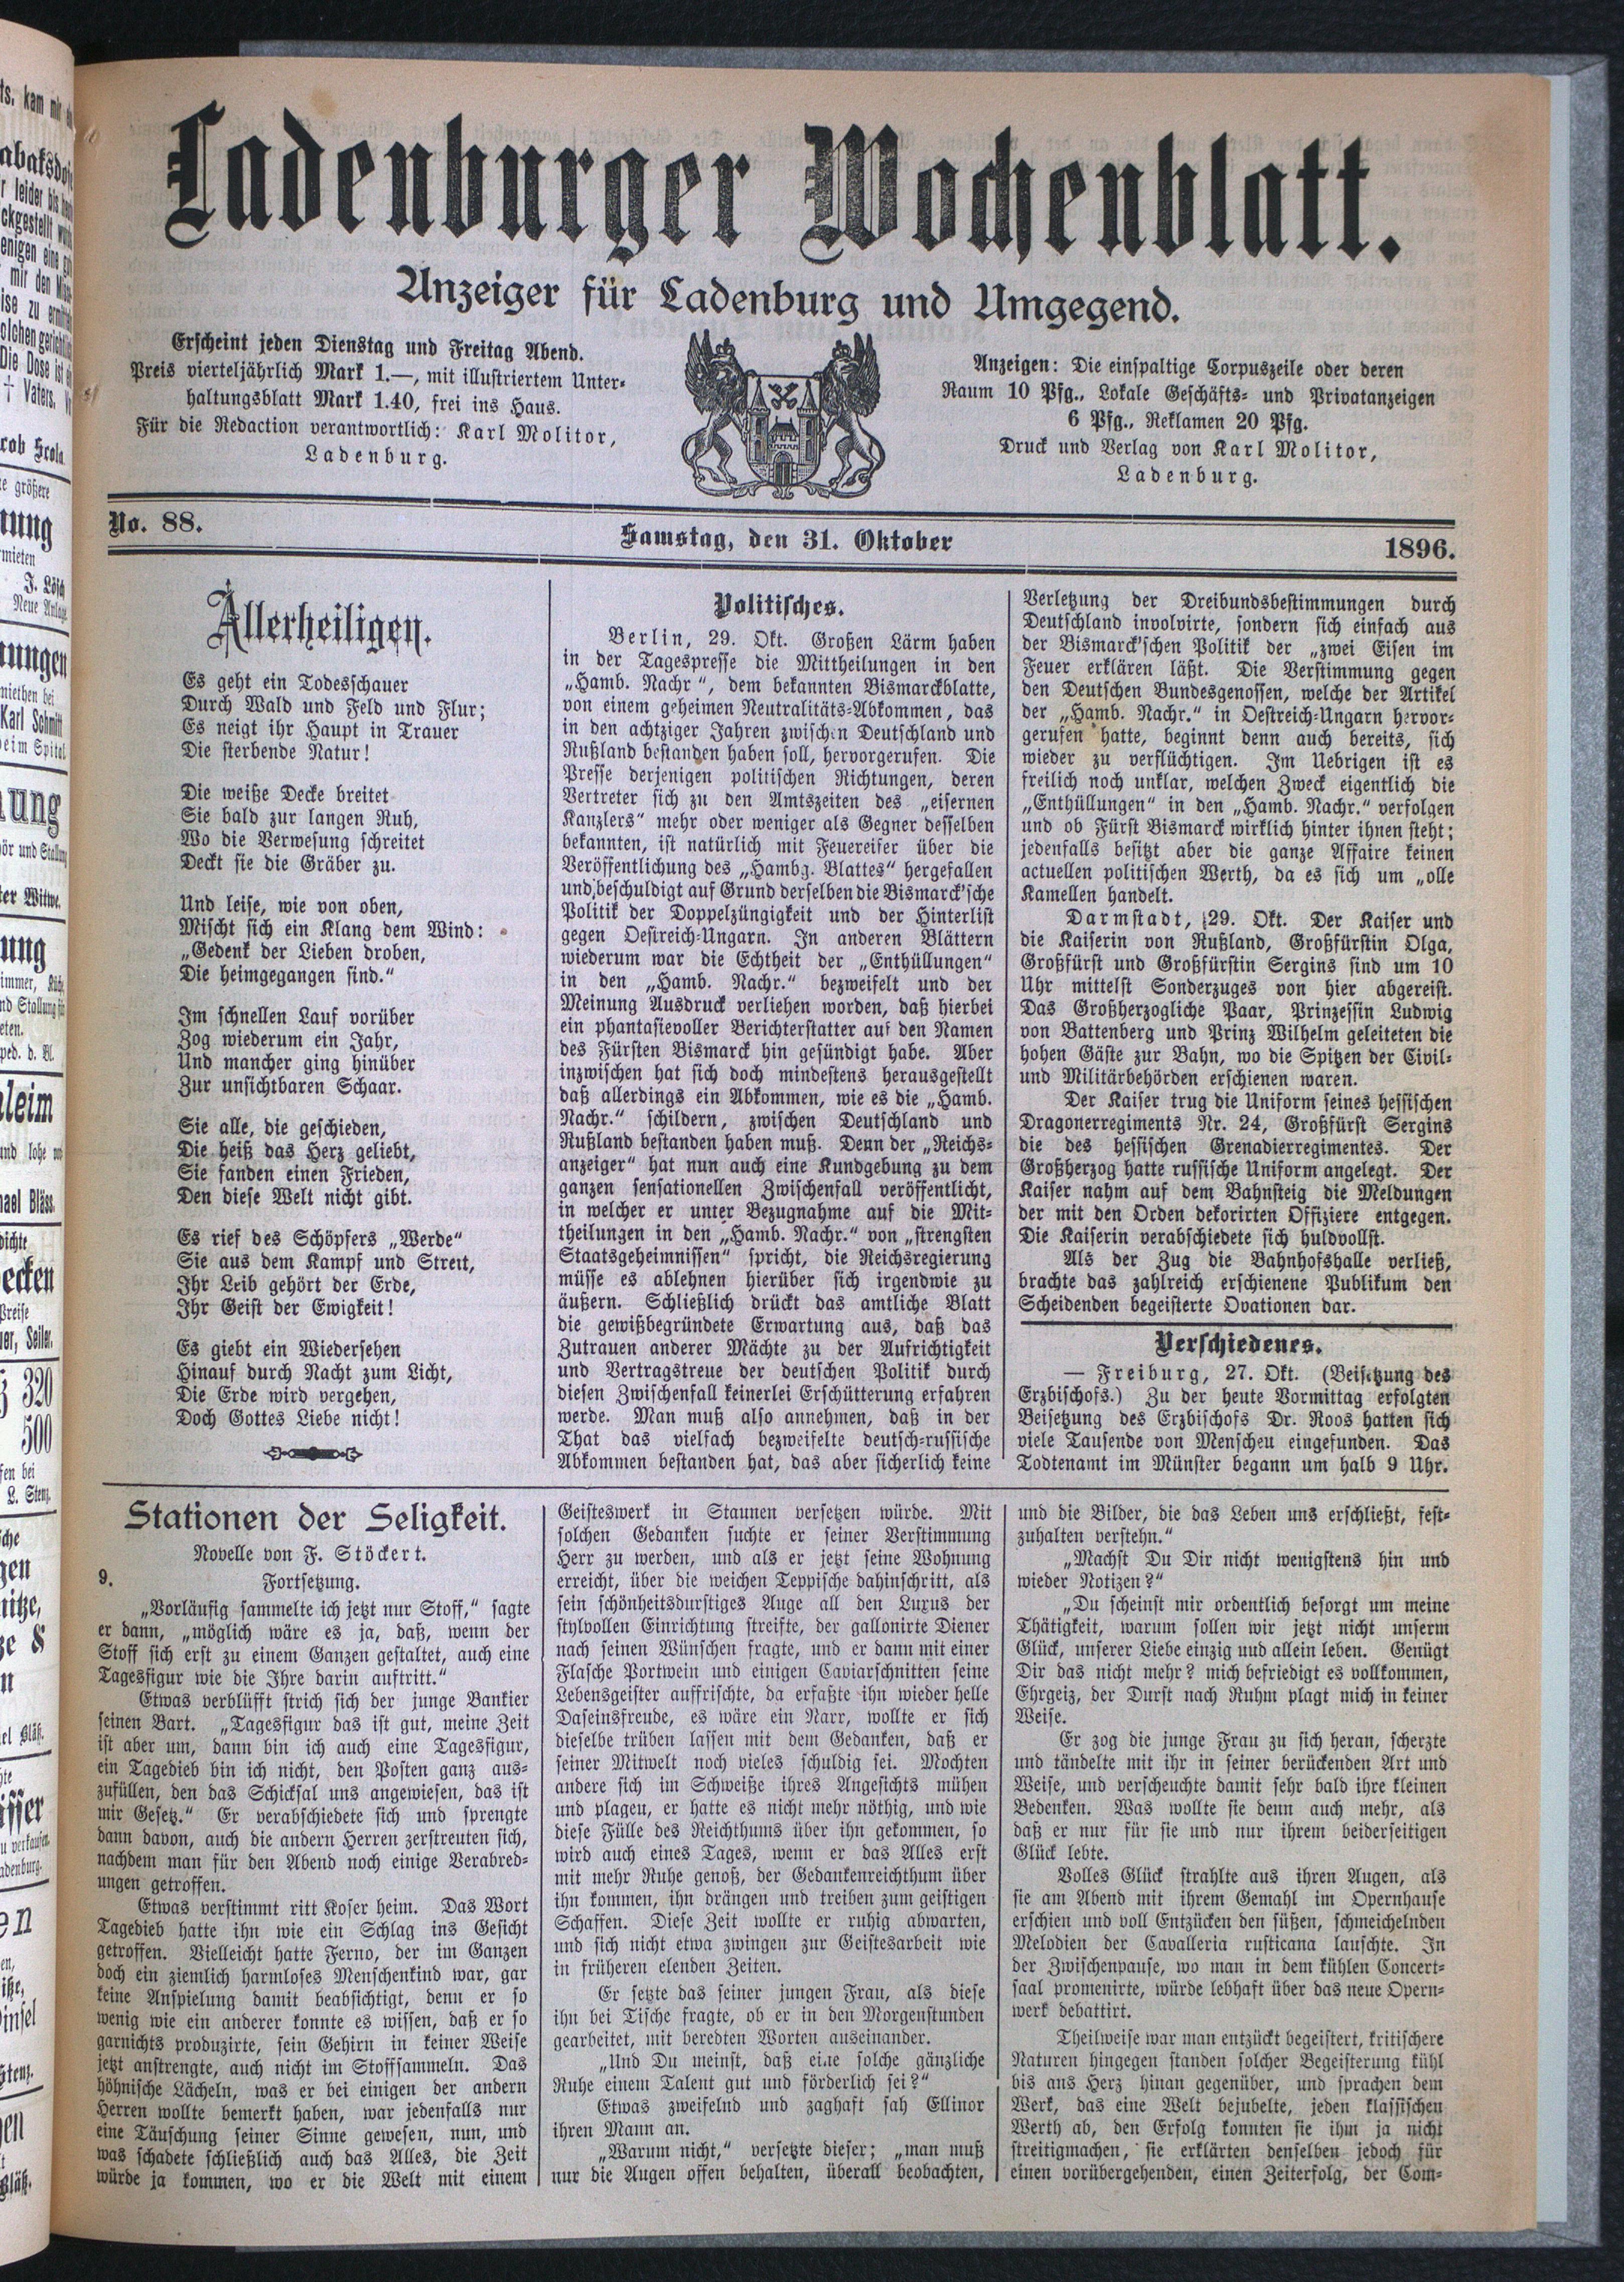 Ladenburger Wochenblatt.
Anzeiger für Ladenburg und Umgegend.
Erscheint jeden Dienstag und Freitag Abend.
Preis vierteljährlich Mark 1.—, mit illustriertem Unter-
haltungsblatt Mark 1.40, frei ins Haus.
Für die Redaction verantwortlich: Karl Molitor,
Ladenburg.
Anzeigen: Die einspaltige Corpuszeile oder deren
Raum 10 Pfg., Lokale Geschäfts- und Privatanzeigen
6 Pfg., Reklamen 20 Pfg.
Druck und Verlag von Karl Molitor,
Ladenburg.
No. 88.
Samstag, den 31. Oktober
1896.
Allerheiligen.
Es geht ein Todesschauer
Durch Wald und Feld und Flur;
Es neigt ihr Haupt in Trauer
Die sterbende Natur!
Die weiße Decke breitet
Sie bald zur langen Ruh,
Wo die Verwesung schreitet
Deckt sie die Gräber zu.
Und leise, wie von oben,
Mischt sich ein Klang dem Wind:
„Gedenk der Lieben droben,
Die heimgegangen sind.“
Im schnellen Lauf vorüber
Zog wiederum ein Jahr,
Und mancher ging hinüber
Zur unsichtbaren Schaar.
Sie alle, die geschieden,
Die heiß das Herz geliebt,
Sie fanden einen Frieden,
Den diese Welt nicht gibt.
Es rief des Schöpfers „Werde“
Sie aus dem Kampf und Streit,
Ihr Leib gehört der Erde,
Ihr Geist der Ewigkeit!
Es giebt ein Wiedersehen
Hinauf durch Nacht zum Licht,
Die Erde wird vergehen,
Doch Gottes Liebe nicht!
Politisches.
Berlin, 29. Okt. Großen Lärm haben
in der Tagespresse die Mittheilungen in den
„Hamb. Nachr“, dem bekannten Bismarckblatte,
von einem geheimen Neutralitäts-Abkommen, das
in den achtziger Jahren zwischen Deutschland und
Rußland bestanden haben soll, hervorgerufen. Die
Presse derjenigen politischen Richtungen, deren
Vertreter sich zu den Amtszeiten des „eisernen
Kanzlers“ mehr oder weniger als Gegner desselben
bekannten, ist natürlich mit Feuereifer über die
Veröffentlichung des „Hambg. Blattes“ hergefallen
und beschuldigt auf Grund derselben die Bismarck'sche
Politik der Doppelzüngigkeit und der Hinterlist
gegen Oestreich-Ungarn. In anderen Blättern
wiederum war die Echtheit der „Enthüllungen“
in den „Hamb. Nachr.“ bezweifelt und der
Meinung Ausdruck verliehen worden, daß hierbei
ein phantasievoller Berichterstatter auf den Namen
des Fürsten Bismarck hin gesündigt habe. Aber
inzwischen hat sich doch mindestens herausgestellt
daß allerdings ein Abkommen, wie es die „Hamb.
Nachr.“ schildern, zwischen Deutschland und
Rußland bestanden haben muß. Denn der „Reichs-
anzeiger“ hat nun auch eine Kundgebung zu dem
ganzen sensationellen Zwischenfall veröffentlicht,
in welcher er unter Bezugnahme auf die Mit-
theilungen in den „Hamb. Nachr.“ von „strengsten
Staatsgeheimnissen“ spricht, die Reichsregierung
müsse es ablehnen hierüber sich irgendwie zu
äußern. Schließlich drückt das amtliche Blatt
die gewißbegründete Erwartung aus, daß das
Zutrauen anderer Mächte zu der Aufrichtigkeit
und Vertragstreue der deutschen Politik durch
diesen Zwischenfall keinerlei Erschütterung erfahren
werde. Man muß also annehmen, daß in der
That das vielfach bezweifelte deutsch-russische
Abkommen bestanden hat, das aber sicherlich keine
Verletzung der Dreibundsbestimmungen durch
Deutschland involvirte, sondern sich einfach aus
der Bismarck'schen Politik der „zwei Eisen im
Feuer erklären läßt. Die Verstimmung gegen
den Deutschen Bundesgenossen, welche der Artikel
der „Hamb. Nachr.“ in Oestreich-Ungarn hervor-
gerufen hatte, beginnt denn auch bereits, sich
wieder zu verflüchtigen. Im Uebrigen ist es
freilich noch unklar, welchen Zweck eigentlich die
„Enthüllungen“ in den „Hamb. Nachr.“ verfolgen
und ob Fürst Bismarck wirklich hinter ihnen steht;
jedenfalls besitzt aber die ganze Affaire keinen
actuellen politischen Werth, da es sich um „olle
Kamellen handelt.
Darmstadt, 29. Okt. Der Kaiser und
die Kaiserin von Rußland, Großfürstin Olga,
Großfürst und Großfürstin Sergins sind um 10
Uhr mittelst Sonderzuges von hier abgereist.
Das Großherzogliche Paar, Prinzessin Ludwig
von Battenberg und Prinz Wilhelm geleiteten die
hohen Gäste zur Bahn, wo die Spitzen der Civil-
und Militärbehörden erschienen waren.
Der Kaiser trug die Uniform seines hessischen
Dragonerregiments Nr. 24, Großfürst Sergins
die des hessischen Grenadierregimentes. Der
Großherzog hatte russische Uniform angelegt. Der
Kaiser nahm auf dem Bahnsteig die Meldungen
der mit den Orden dekorirten Offiziere entgegen.
Die Kaiserin verabschiedete sich huldvollst.
Als der Zug die Bahnhofshalle verließ,
brachte das zahlreich erschienene Publikum den
Scheidenden begeisterte Ovationen dar.
Verschiedenes.
— Freiburg, 27. Okt. (Beisetzung des
Erzbischofs.) Zu der heute Vormittag erfolgten
Beisetzung des Erzbischofs Dr. Roos hatten sich
viele Tausende von Menschen eingefunden. Das
Todtenamt im Münster begann um halb 9 Uhr.
Stationen der Seligkeit.
Novelle von F. Stöckert.
9. Fortsetzung.
„Vorläufig sammelte ich jetzt nur Stoff,“ sagte
er dann, „möglich wäre es ja, daß, wenn der
Stoff sich erst zu einem Ganzen gestaltet, auch eine
Tagesfigur wie die Ihre darin auftritt.“
Etwas verblüfft strich sich der junge Bankier
seinen Bart. „Tagesfigur das ist gut, meine Zeit
ist aber um, dann bin ich auch eine Tagesfigur,
ein Tagedieb bin ich nicht, den Posten ganz aus-
zufüllen, den das Schicksal uns angewiesen, das ist
mir Gesetz.“ Er verabschiedete sich und sprengte
dann davon, auch die andern Herren zerstreuten sich,
nachdem man für den Abend noch einige Verabred-
ungen getroffen.
Etwas verstimmt ritt Koser heim. Das Wort
Tagedieb hatte ihn wie ein Schlag ins Gesicht
getroffen. Vielleicht hatte Ferno, der im Ganzen
doch ein ziemlich harmloses Menschenkind war, gar
keine Anspielung damit beabsichtigt, denn er so
wenig wie ein anderer konnte es wissen, daß er so
garnichts produzirte, sein Gehirn in keiner Weise
jetzt anstrengte, auch nicht im Stoffsammeln. Das
höhnische Lächeln, was er bei einigen der andern
Herren wollte bemerkt haben, war jedenfalls nur
eine Täuschung seiner Sinne gewesen, nun, und
was schadete schließlich auch das Alles, die Zeit
würde ja kommen, wo er die Welt mit einem
Geisteswerk in Staunen versetzen würde. Mit
solchen Gedanken suchte er seiner Verstimmung
Herr zu werden, und als er jetzt seine Wohnung
erreicht, über die weichen Teppische dahinschritt, als
sein schönheitsdurstiges Auge all den Luxus der
stylvollen Einrichtung streifte, der gallonirte Diener
nach seinen Wünschen fragte, und er dann mit einer
Flasche Portwein und einigen Caviarschnitten seine
Lebensgeister auffrischte, da erfaßte ihn wieder helle
Daseinsfreude, es wäre ein Narr, wollte er sich
dieselbe trüben lassen mit dem Gedanken, daß er
seiner Mitwelt noch vieles schuldig sei. Mochten
andere sich im Schweiße ihres Angesichts mühen
und plagen, er hatte es nicht mehr nöthig, und wie
diese Fülle des Reichthums über ihn gekommen, so
wird auch eines Tages, wenn er das Alles erst
mit mehr Ruhe genoß, der Gedankenreichthum über
ihn kommen, ihn drängen und treiben zum geistigen
Schaffen. Diese Zeit wollte er ruhig abwarten,
und sich nicht etwa zwingen zur Geistesarbeit wie
in früheren elenden Zeiten.
Er setzte das seiner jungen Frau, als diese
ihn bei Tische fragte, ob er in den Morgenstunden
gearbeitet, mit beredten Worten auseinander.
„Und Du meinst, daß eine solche gänzliche
Ruhe einem Talent gut und förderlich sei?“
Etwas zweifelnd und zaghaft sah Ellinor
ihren Mann an.
„Warum nicht,“ versetzte dieser; „man muß
nur die Augen offen behalten, überall beobachten,
und die Bilder, die das Leben uns erschließt, fest-
zuhalten verstehn.“
„Machst Du Dir nicht wenigstens hin und
wieder Notizen?“
„Du scheinst mir ordentlich besorgt um meine
Thätigkeit, warum sollen wir jetzt nicht unserm
Glück, unserer Liebe einzig und allein leben. Genügt
Dir das nicht mehr? mich befriedigt es vollkommen,
Ehrgeiz, der Durst nach Ruhm plagt mich in keiner
Weise.
Er zog die junge Frau zu sich heran, scherzte
und tändelte mit ihr in seiner berückenden Art und
Weise, und verscheuchte damit sehr bald ihre kleinen
Bedenken. Was wollte sie denn auch mehr, als
daß er nur für sie und nur ihrem beiderseitigen
Glück lebte.
Volles Glück strahlte aus ihren Augen, als
sie am Abend mit ihrem Gemahl im Opernhause
erschien und voll Entzücken den süßen, schmeichelnden
Melodien der Cavalleria rusticana lauschte. In
der Zwischenpause, wo man in dem kühlen Concert-
saal promenirte, würde lebhaft über das neue Opern-
werk debattirt.
Theilweise war man entzückt begeistert, kritischere
Naturen hingegen standen solcher Begeisterung kühl
bis ans Herz hinan gegenüber, und sprachen dem
Werk, das eine Welt bejubelte, jeden klassischen
Werth ab, den Erfolg konnten sie ihm ja nicht
streitigmachen, sie erklärten denselben jedoch für
einen vorübergehenden, einen Zeiterfolg, der Com-